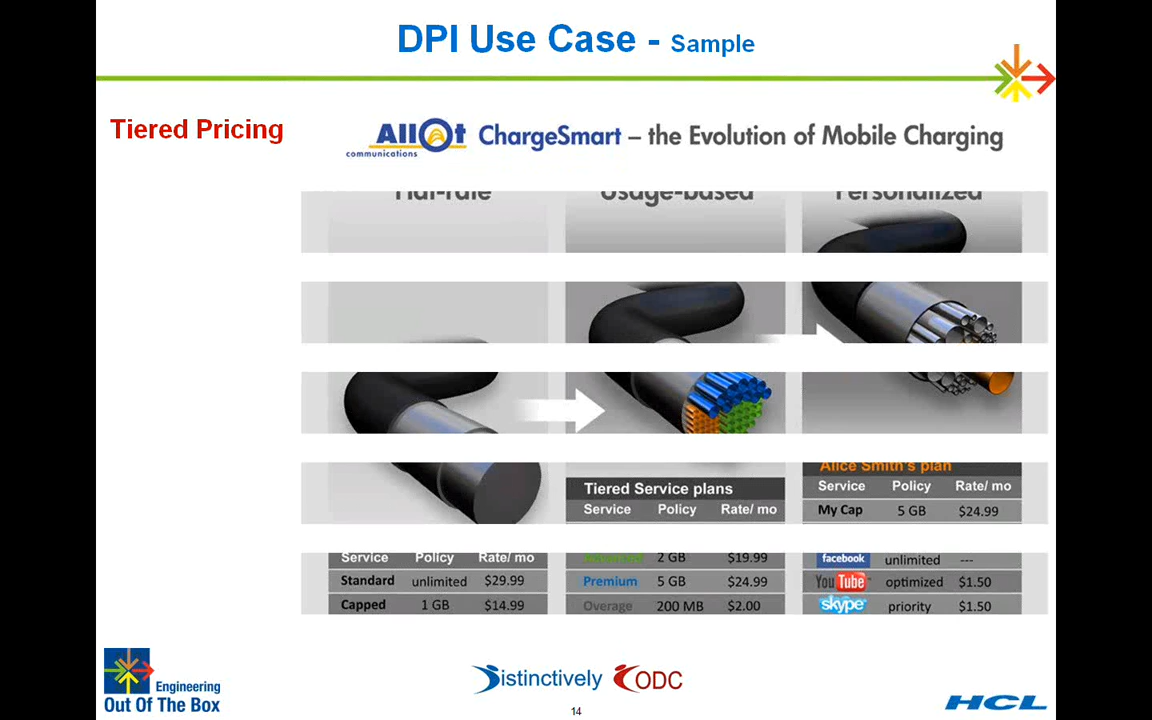 DPI Use Case - Sample
Tiered Pricing
Allot communications
ChargeSmart – the Evolution of Mobile Charging
Flat-rate
Usage-based
Personalized
Alice Smith's plan
Service Policy Rate/ mo
My Cap 5 GB $24.99
facebook unlimited ---
YouTube optimized $1.50
skype priority $1.50
Tiered Service plans
Service Policy Rate/ mo
2 GB $19.99
Premium 5 GB $24.99
Overage 200 MB $2.00
Service Policy Rate/ mo
Standard unlimited $29.99
Capped 1 GB $14.99
Engineering
Out Of The Box
Distinctively ODC
HCL
14